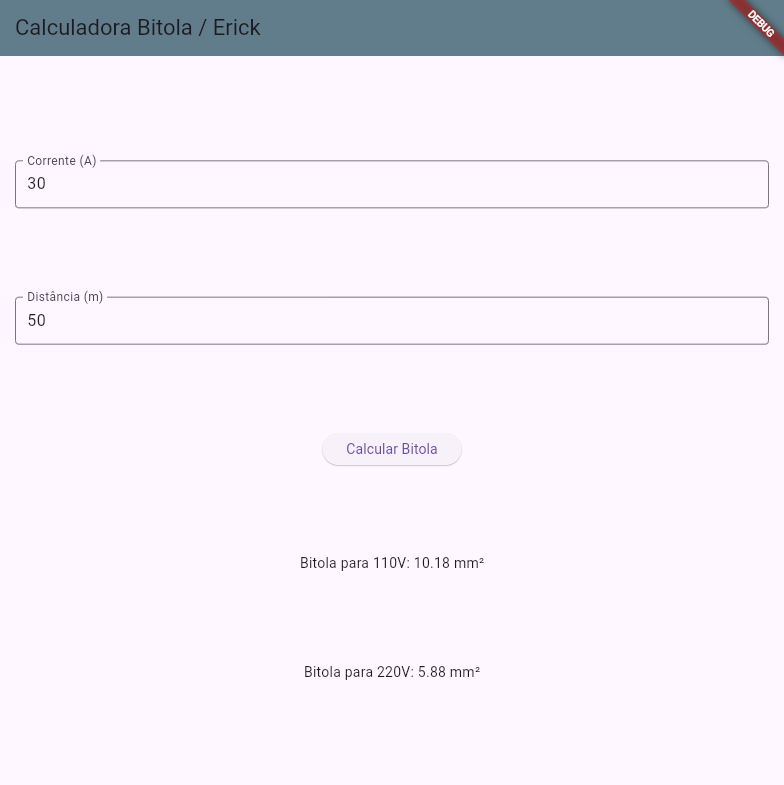 Calculadora Bitola / Erick
DEBUG
Corrente (A)
30
Distância (m)
50
Calcular Bitola
Bitola para 110V: 10.18 mm²
Bitola para 220V: 5.88 mm²